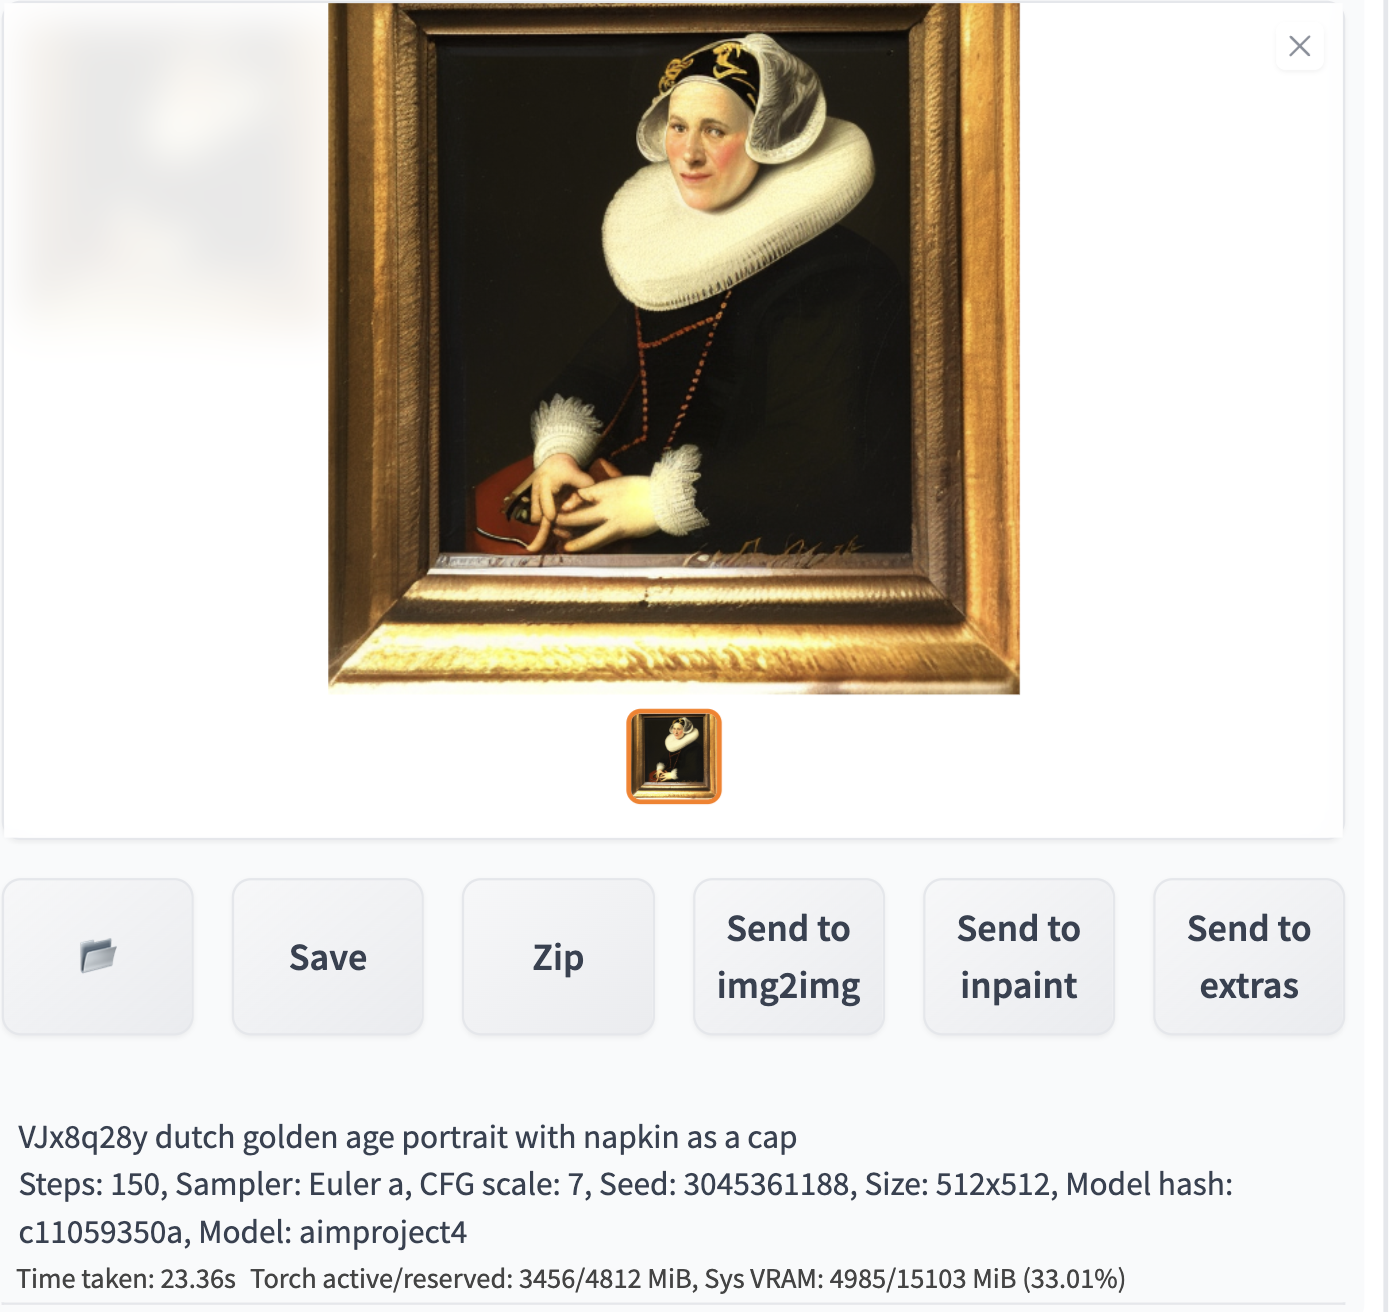 Save
Zip
Send to
img2img
Send to
inpaint
Send to
extras
VJx8q28y dutch golden age portrait with napkin as a cap
Steps: 150, Sampler: Euler a, CFG scale: 7, Seed: 3045361188, Size: 512x512, Model hash:
c11059350a, Model: aimproject4
Time taken: 23.36s Torch active/reserved: 3456/4812 MiB, Sys VRAM: 4985/15103 MiB (33.01%)